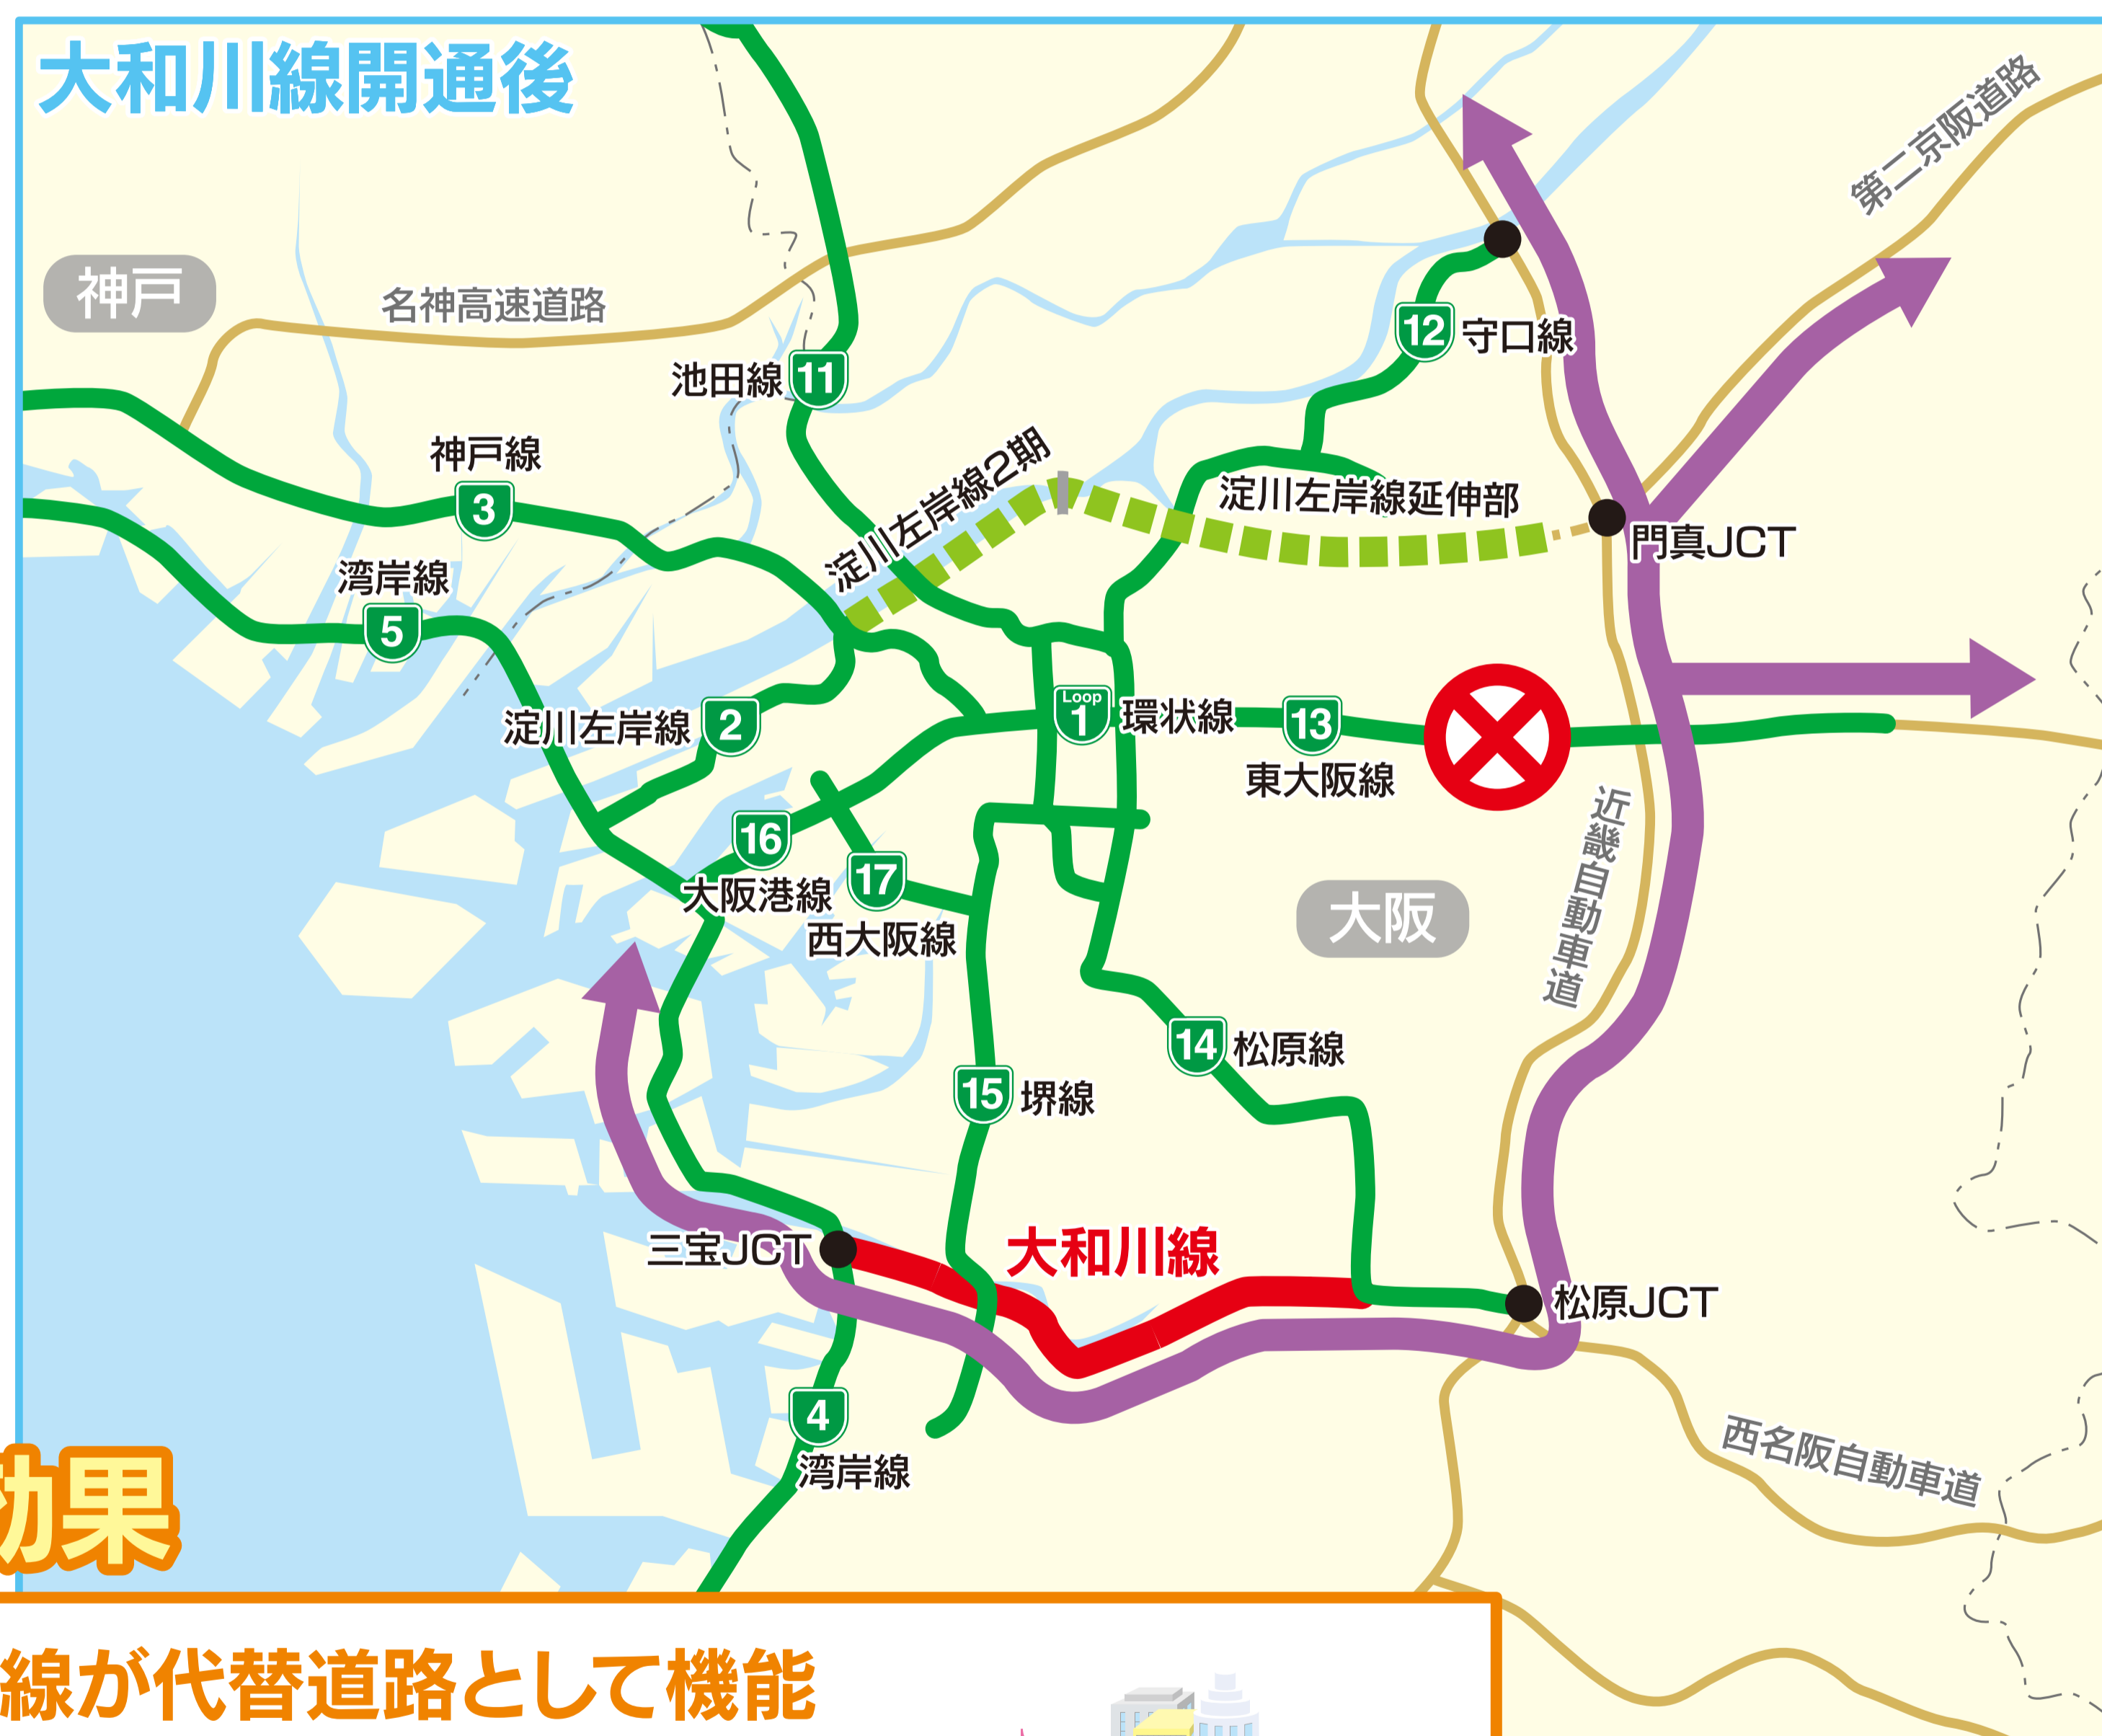 大和川線開通後
第二京阪道路
神戸
名神高速道路
12
守口線
池田線
11
神戸線
3
淀川左岸線2期
淀川左岸線延伸部
門真JCT
湾岸線
5
淀川左岸線
2
Loop
1
環状線
13
東大阪線
近畿自動車道
16
大阪港線
17
西大阪線
大阪
14
松原線
15
堺線
三宝JCT
大和川線
松原JCT
4
湾岸線
西名阪自動車道
効果
線が代替道路として機能